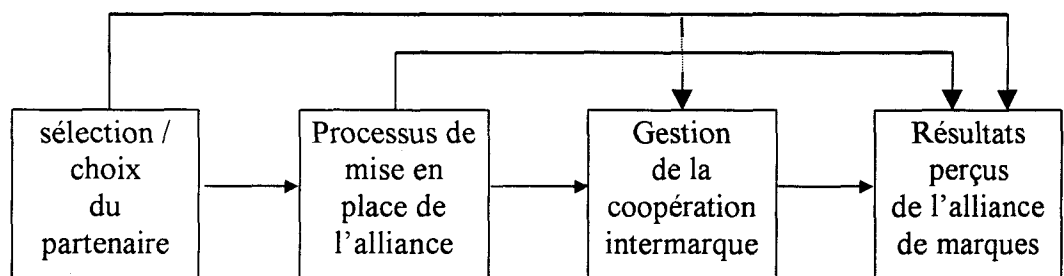 sélection /
choix
du
partenaire
Processus de
mise en
place de
l'alliance
Gestion
de la
coopération
intermarque
Résultats
perçus
de l'alliance
de marques